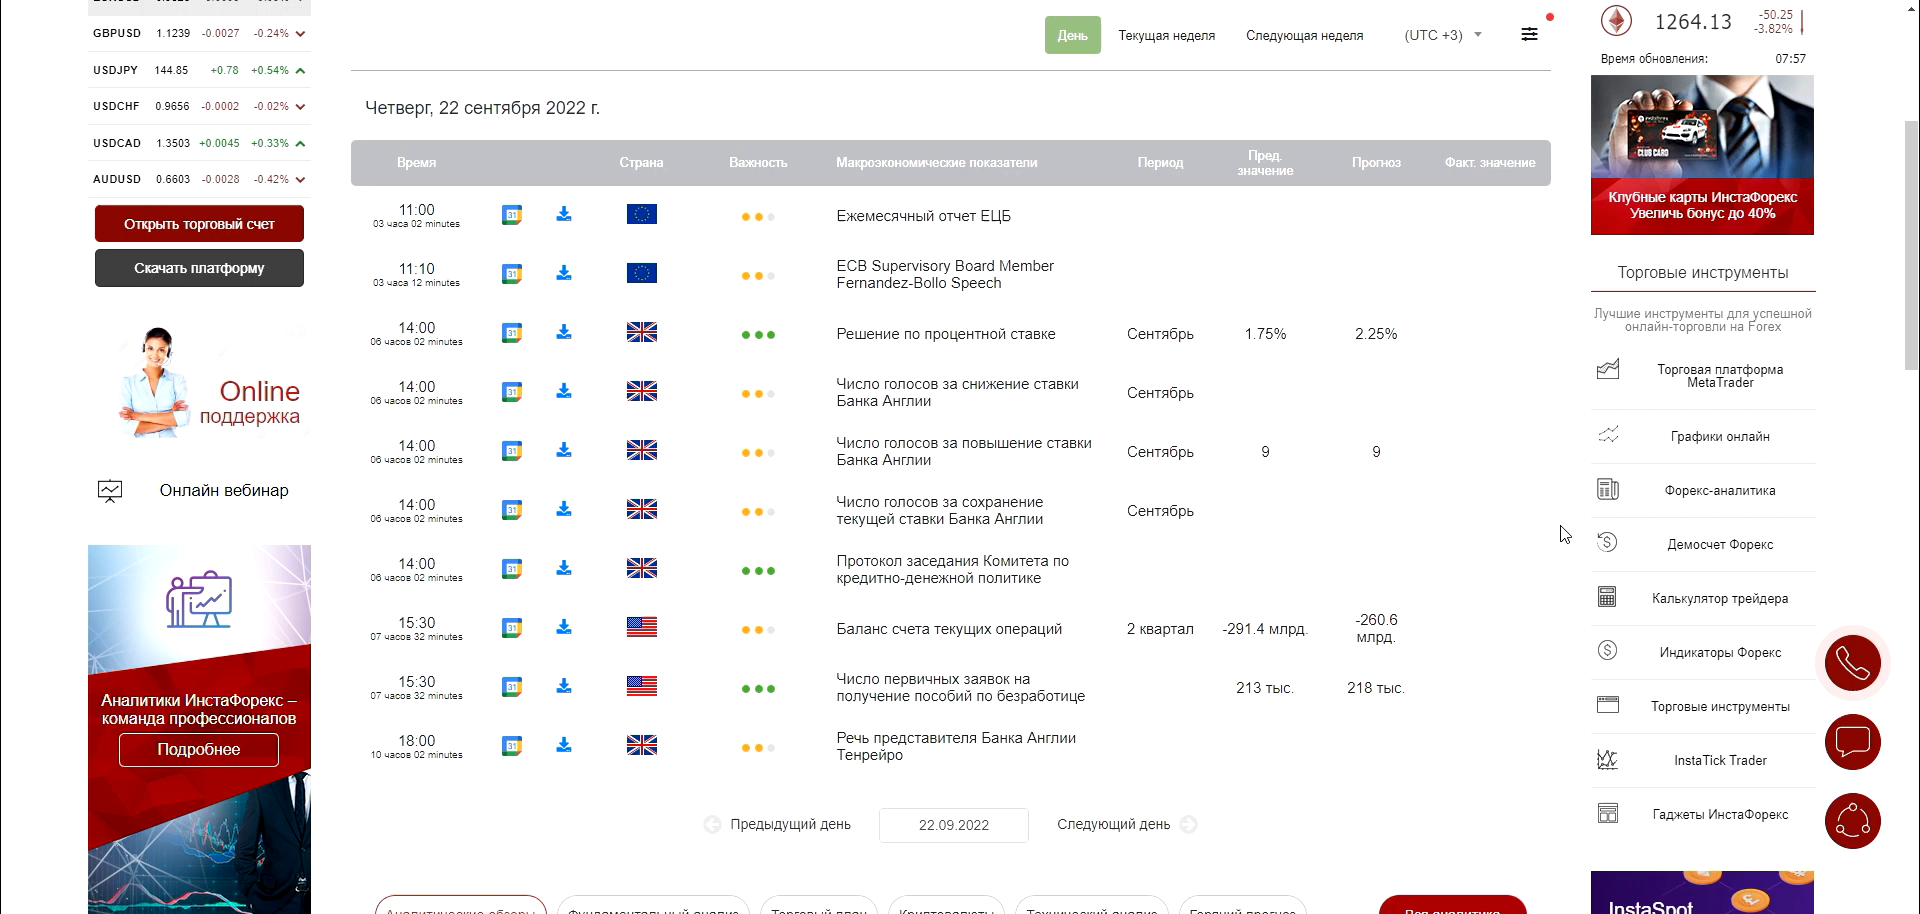 GBPUSD 1.1239 -0.0027 -0.24%
USDJPY 144.85 +0.78 +0.54%
USDCHF 0.9656 -0.0002 -0.02%
USDCAD 1.3503 +0.0045 +0.33%
AUDUSD 0.6603 -0.0028 -0.42%
Открыть торговый счет
Скачать платформу
Online
поддержка
Онлайн вебинар
Аналитики ИнстаФорекс –
команда профессионалов
Подробнее
День Текущая неделя Следующая неделя (UTC +3)
Четверг, 22 сентября 2022 г.
Время Страна Важность Макроэкономические показатели Период Пред. значение Прогноз Факт. значение
11:00
03 часа 02 minutes
31
Ежемесячный отчет ЕЦБ
11:10
03 часа 12 minutes
31
ECB Supervisory Board Member
Fernandez-Bollo Speech
14:00
06 часов 02 minutes
31
Решение по процентной ставке Сентябрь 1.75% 2.25%
14:00
06 часов 02 minutes
31
Число голосов за снижение ставки
Банка Англии
Сентябрь
14:00
06 часов 02 minutes
31
Число голосов за повышение ставки
Банка Англии
Сентябрь 9 9
14:00
06 часов 02 minutes
31
Число голосов за сохранение
текущей ставки Банка Англии
Сентябрь
14:00
06 часов 02 minutes
31
Протокол заседания Комитета по
кредитно-денежной политике
15:30
07 часов 32 minutes
31
Баланс счета текущих операций 2 квартал -291.4 млрд.
-260.6
млрд.
15:30
07 часов 32 minutes
31
Число первичных заявок на
получение пособий по безработице
213 тыс. 218 тыс.
18:00
10 часов 02 minutes
31
Речь представителя Банка Англии
Тенрейро
Предыдущий день 22.09.2022 Следующий день
1264.13
-50.25
-3.82%
Время обновления: 07:57
CLUB CARD
Клубные карты ИнстаФорекс
Увеличь бонус до 40%
Торговые инструменты
Лучшие инструменты для успешной
онлайн-торговли на Forex
Торговая платформа
MetaTrader
Графики онлайн
Форекс-аналитика
Демосчет Форекс
Калькулятор трейдера
Индикаторы Форекс
Торговые инструменты
InstaTick Trader
Гаджеты ИнстаФорекс
InstaSpot